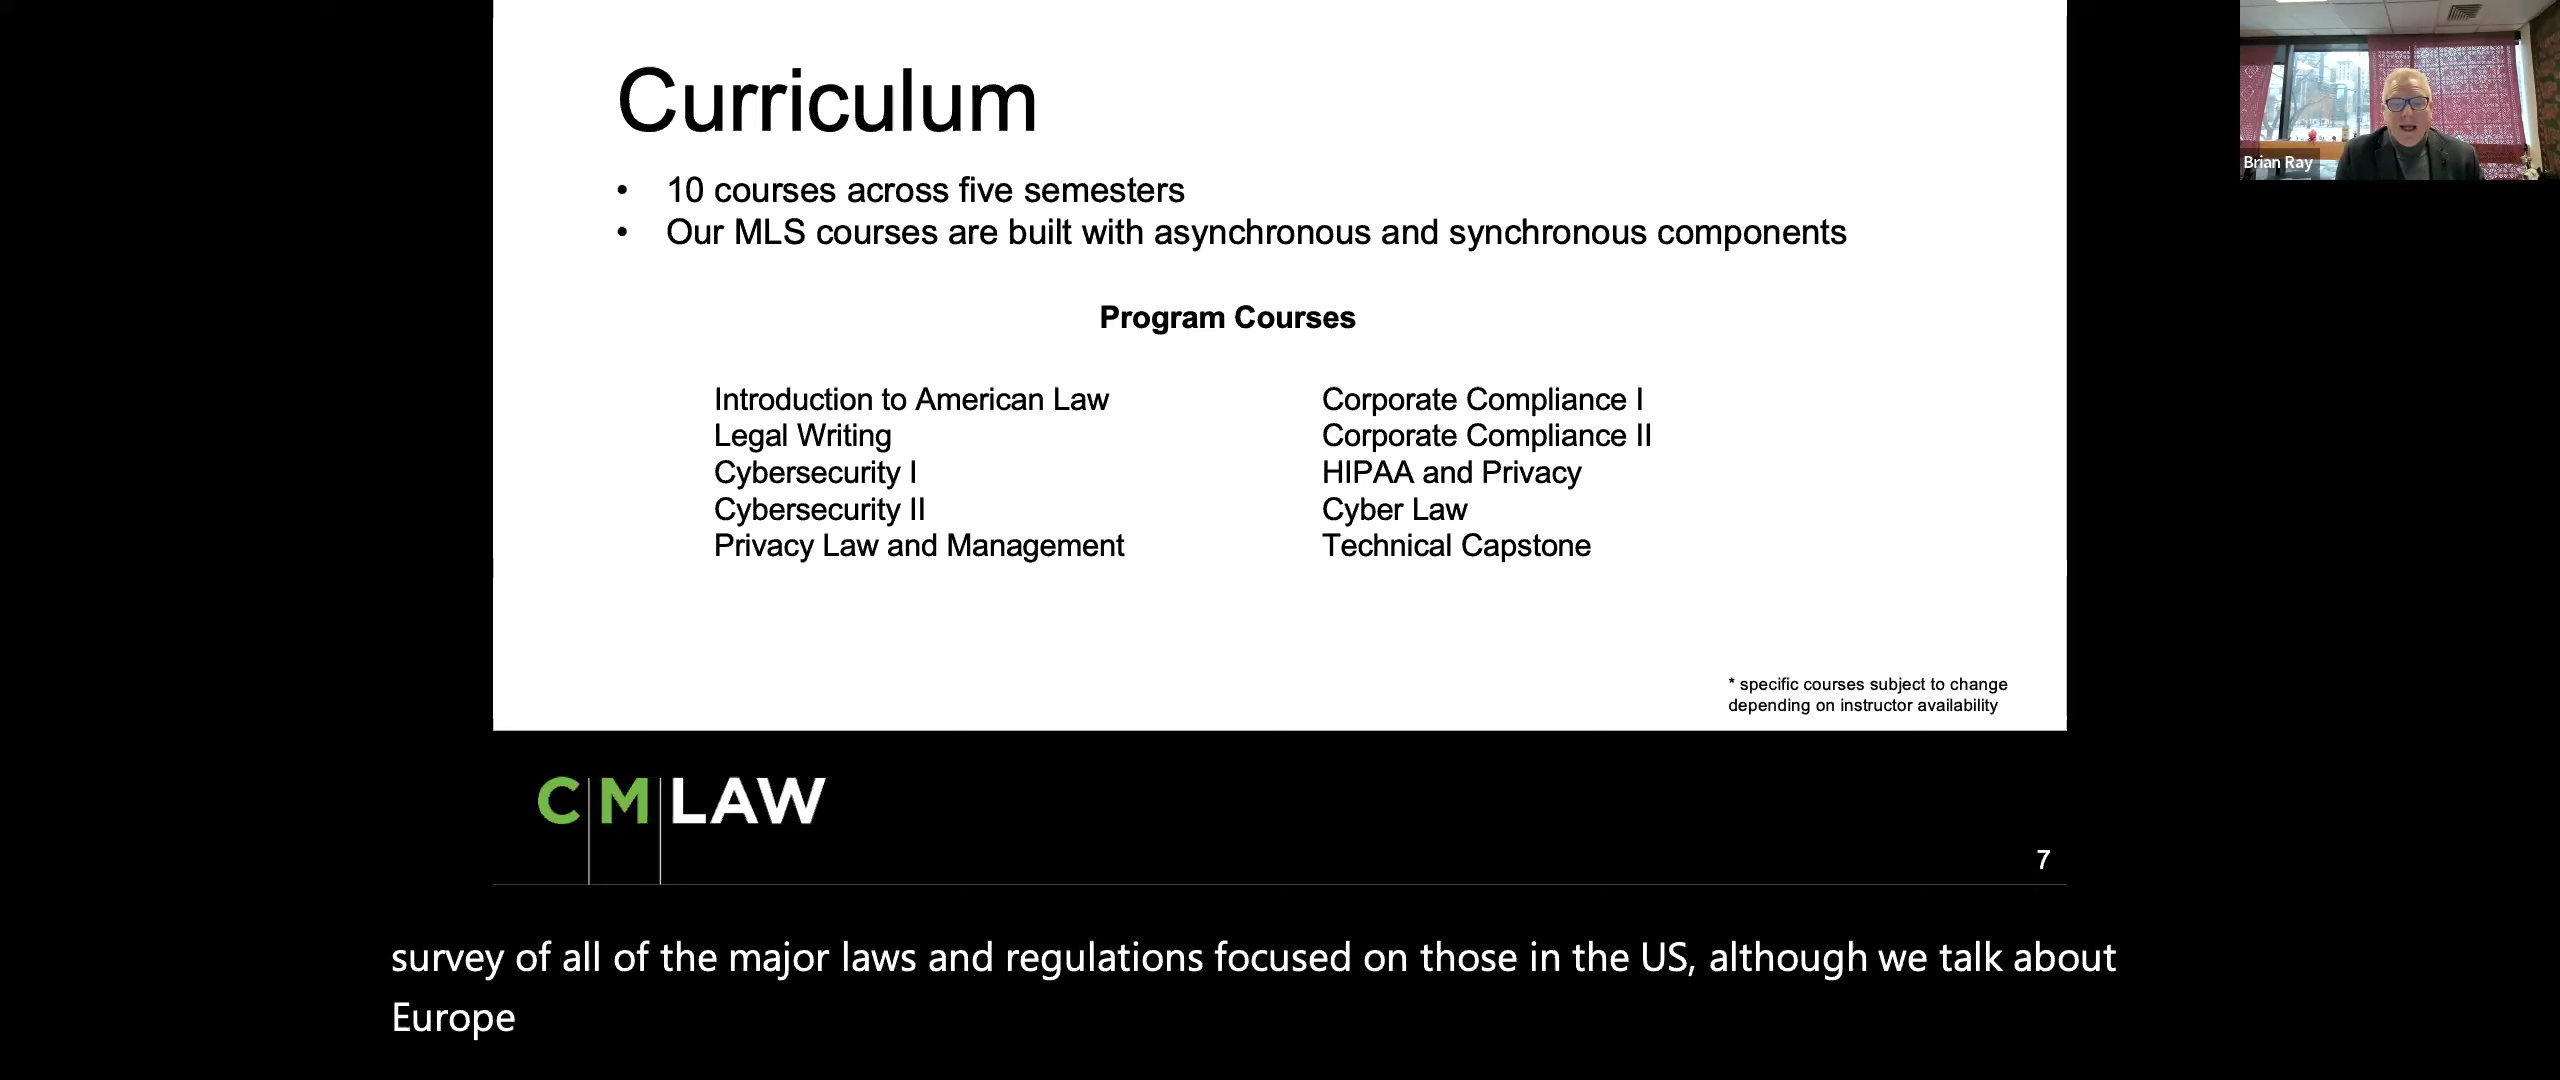 Curriculum
• 10 courses across five semesters
• Our MLS courses are built with asynchronous and synchronous components
Program Courses
Introduction to American Law
Legal Writing
Cybersecurity I
Cybersecurity II
Privacy Law and Management
Corporate Compliance I
Corporate Compliance II
HIPAA and Privacy
Cyber Law
Technical Capstone
* specific courses subject to change
depending on instructor availability
C|M|LAW
7
Brian Ray
survey of all of the major laws and regulations focused on those in the US, although we talk about
Europe